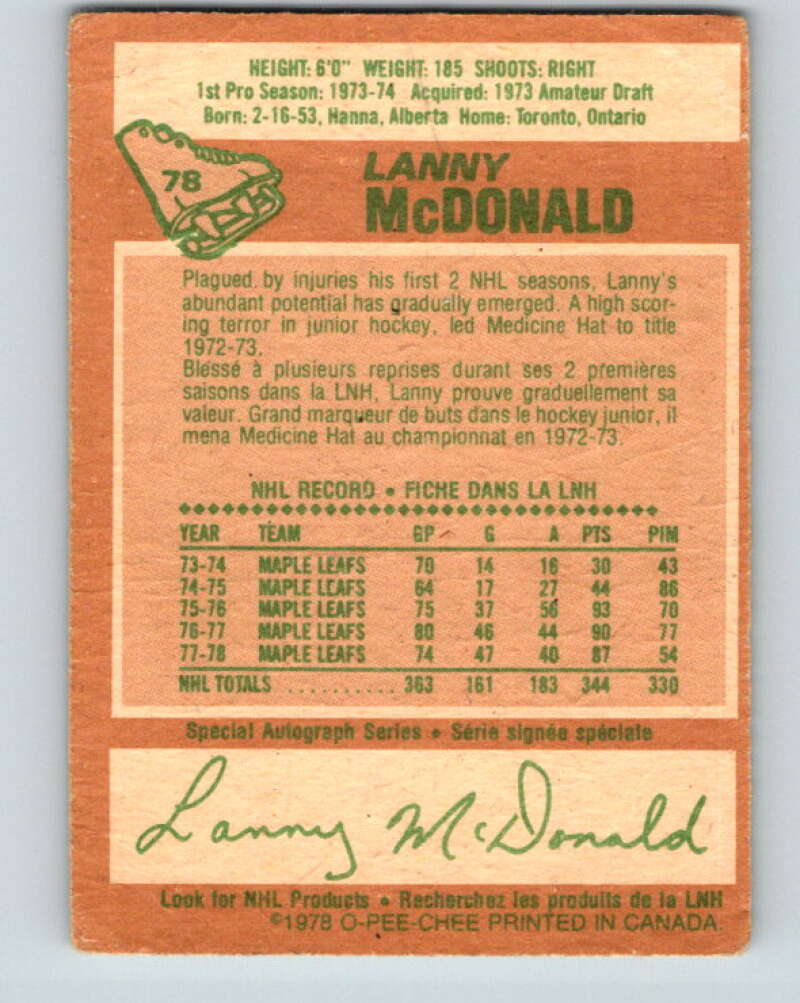 HEIGHT: 6'0" WEIGHT: 185 SHOOTS: RIGHT
1st Pro Season: 1973-74 Acquired: 1973 Amateur Draft
Born: 2-16-53, Hanna, Alberta Home: Toronto, Ontario
78
LANNY
McDONALD
Plagued by injuries his first 2 NHL seasons, Lanny's
abundant potential has gradually emerged. A high scor-
ing terror in junior hockey, led Medicine Hat to title
1972-73.
Blessé à plusieurs reprises durant ses 2 premières
saisons dans la LNH, Lanny prouve graduellement sa
valeur. Grand marqueur de buts dans le hockey junior, il
mena Medicine Hat au championnat en 1972-73.
NHL RECORD • FICHE DANS LA LNH
YEAR TEAM GP G A PTS PIM
73-74 MAPLE LEAFS 70 14 16 30 43
74-75 MAPLE LEAFS 64 17 27 44 86
75-76 MAPLE LEAFS 75 37 56 93 70
76-77 MAPLE LEAFS 80 46 44 90 77
77-78 MAPLE LEAFS 74 47 40 87 54
NHL TOTALS .......... 363 161 183 344 330
Special Autograph Series • Série signée spéciale
Lanny McDonald
Look for NHL Products • Recherchez les produits de la LNH
©1978 O-PEE-CHEE PRINTED IN CANADA.